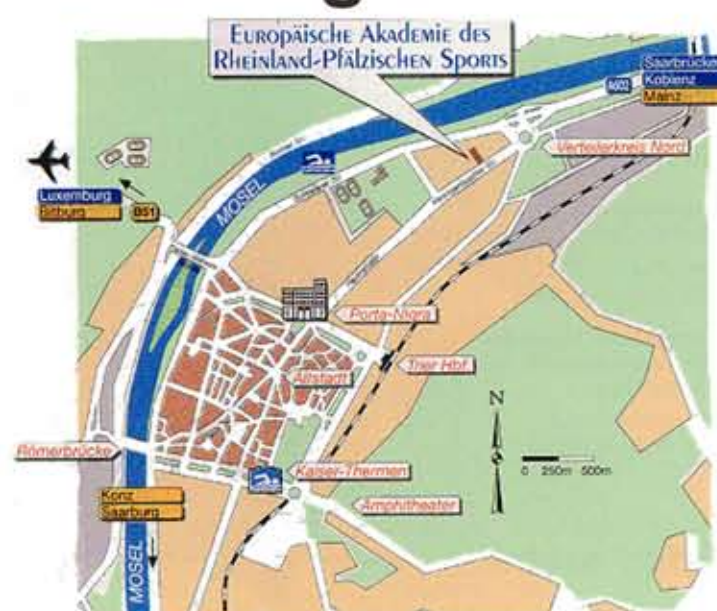 Europäische Akademie des
Rheinland-Pfälzischen Sports
Saarbrücke
Koblenz
Mainz
A602
Verteilerkreis Nord
Luxemburg
Bitburg
B51
MOSEL
Porta-Nigra
Altstadt
Trier Hbf.
Römerbrücke
Kaiser-Thermen
N
0 250m 500m
Konz
Saarburg
Amphitheater
MOSEL